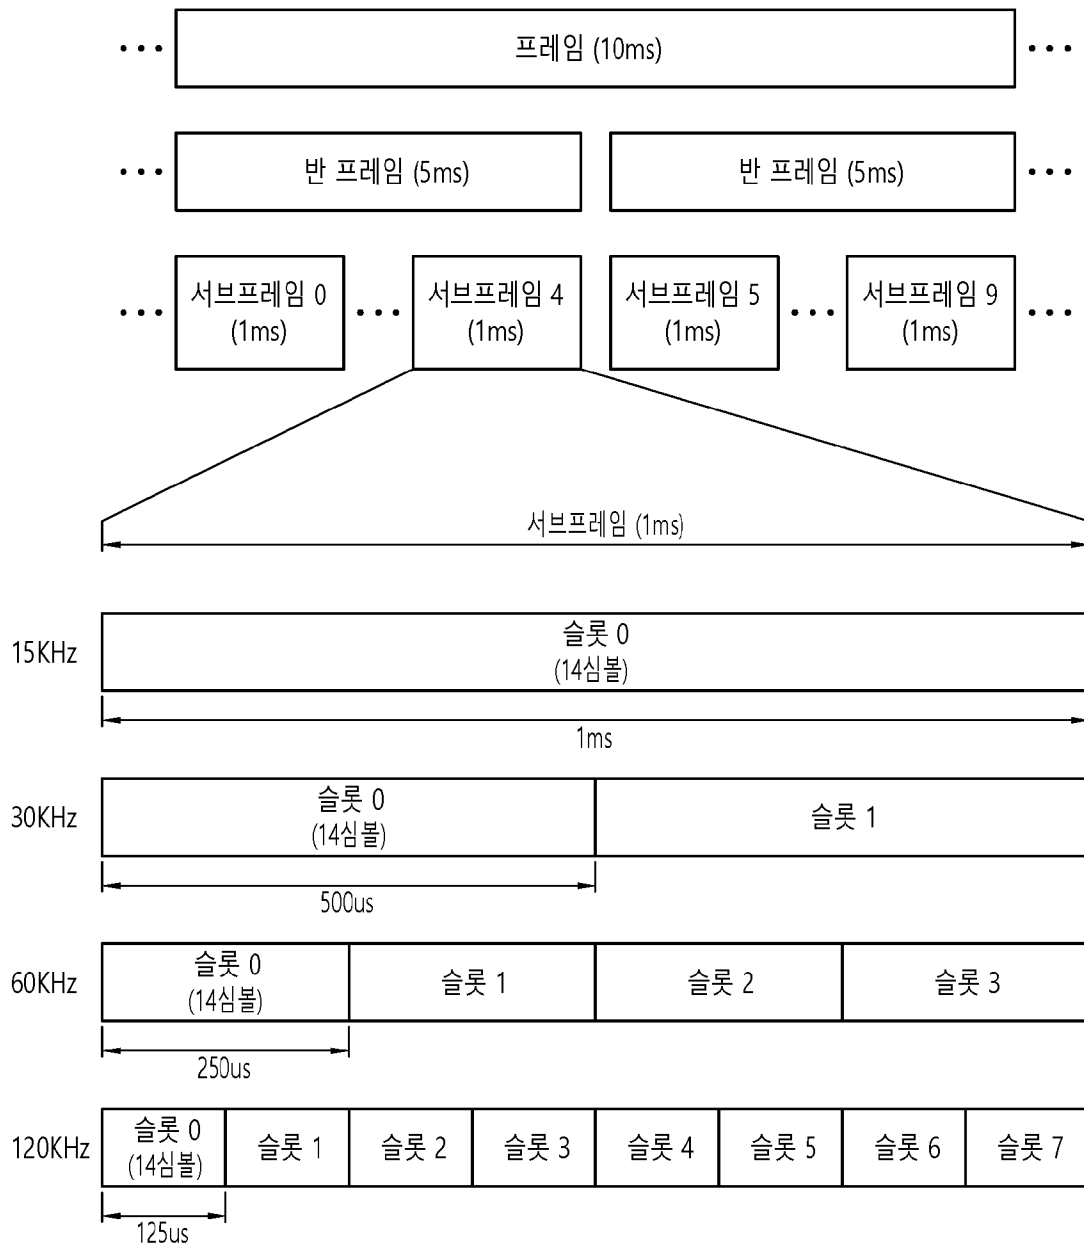 프레임 (10ms)
반 프레임 (5ms) 반 프레임 (5ms)
서브프레임 0 서브프레임 4 서브프레임 5 서브프레임 9
(1ms) (1ms) (1ms) (1ms)
서브프레임 (1ms)
15KHz
슬롯 0
(14심볼)
1ms
30KHz
슬롯 0
(14심볼)
슬롯 1
500us
60KHz
슬롯 0
(14심볼)
슬롯 1
슬롯 2
슬롯 3
250us
120KHz
슬롯 0
(14심볼)
슬롯 1
슬롯 2
슬롯 3
슬롯 4
슬롯 5
슬롯 6
슬롯 7
125us